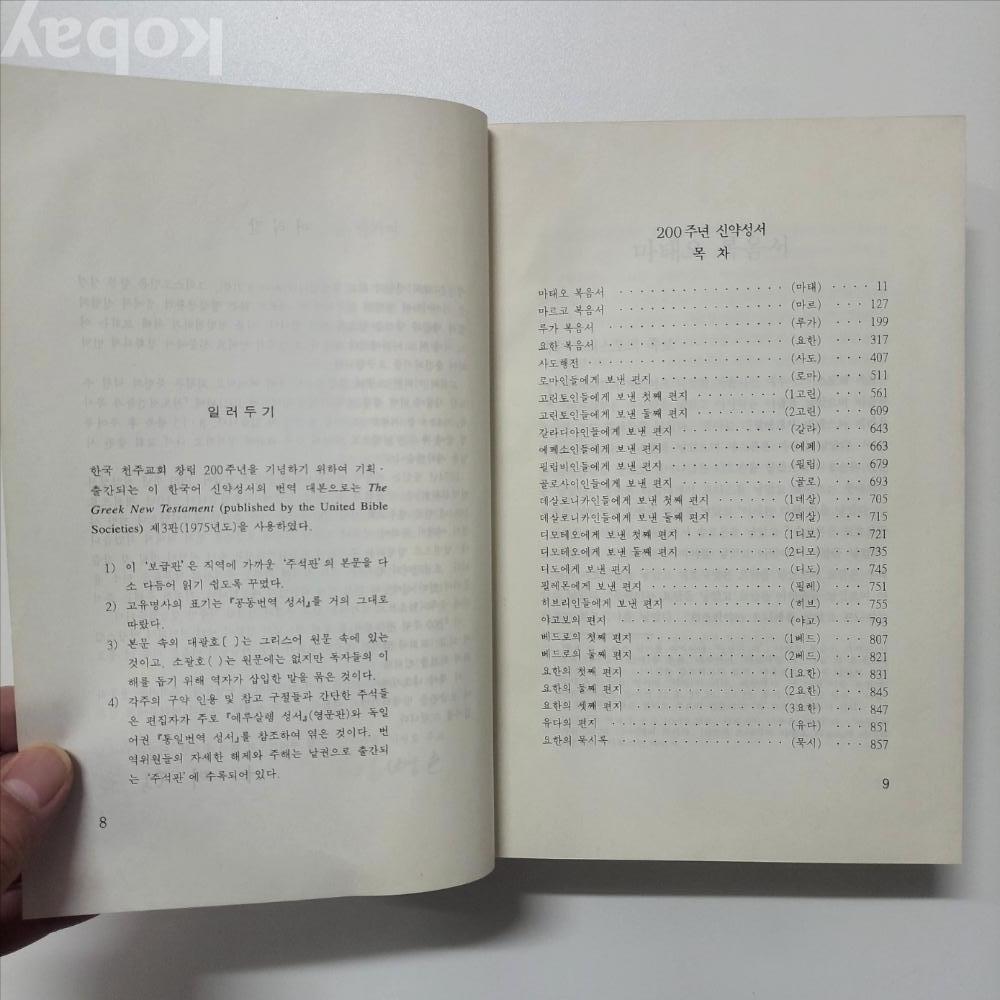 kobay
일러두기
한국 천주교회 창립 200주년을 기념하기 위하여 기획·
출간되는 이 한국어 신약성서의 번역 대본으로는 The
Greek New Testament (published by the United Bible
Societies) 제3판(1975년도)을 사용하였다.
1) 이 ‘보급판’은 직역에 가까운 ‘주석판’의 본문을 다
소 다듬어 읽기 쉽도록 꾸몄다.
2) 고유명사의 표기는 『공동번역 성서』를 거의 그대로
따랐다.
3) 본문 속의 대괄호〔 〕는 그리스어 원문 속에 있는
것이고, 소괄호( )는 원문에는 없지만 독자들의 이
해를 돕기 위해 역자가 삽입한 말을 묶은 것이다.
4) 각주의 구약 인용 및 참고 구절들과 간단한 주석들
은 편집자가 주로 『예루살렘 성서』(영문판)와 독일
어권 『통일번역 성서』를 참조하여 엮은 것이다. 번
역위원들의 자세한 해제와 주해는 낱권으로 출간되
는 ‘주석판’에 수록되어 있다.
8
200주년 신약성서
목 차
마태오 복음서 (마태) 11
마르코 복음서 (마르) 127
루가 복음서 (루가) 199
요한 복음서 (요한) 317
사도행전 (사도) 407
로마인들에게 보낸 편지 (로마) 511
고린토인들에게 보낸 첫째 편지 (1고린) 561
고린토인들에게 보낸 둘째 편지 (2고린) 609
갈라디아인들에게 보낸 편지 (갈라) 643
에페소인들에게 보낸 편지 (에페) 663
필립비인들에게 보낸 편지 (필립) 679
골로사이인들에게 보낸 편지 (골로) 693
데살로니카인들에게 보낸 첫째 편지 (1데살) 705
데살로니카인들에게 보낸 둘째 편지 (2데살) 715
디모테오에게 보낸 첫째 편지 (1디모) 721
디모테오에게 보낸 둘째 편지 (2디모) 735
디도에게 보낸 편지 (디도) 745
필레몬에게 보낸 편지 (필레) 751
히브리인들에게 보낸 편지 (히브) 755
야고보의 편지 (야고) 793
베드로의 첫째 편지 (1베드) 807
베드로의 둘째 편지 (2베드) 821
요한의 첫째 편지 (1요한) 831
요한의 둘째 편지 (2요한) 845
요한의 셋째 편지 (3요한) 847
유다의 편지 (유다) 851
요한의 묵시록 (묵시) 857
9